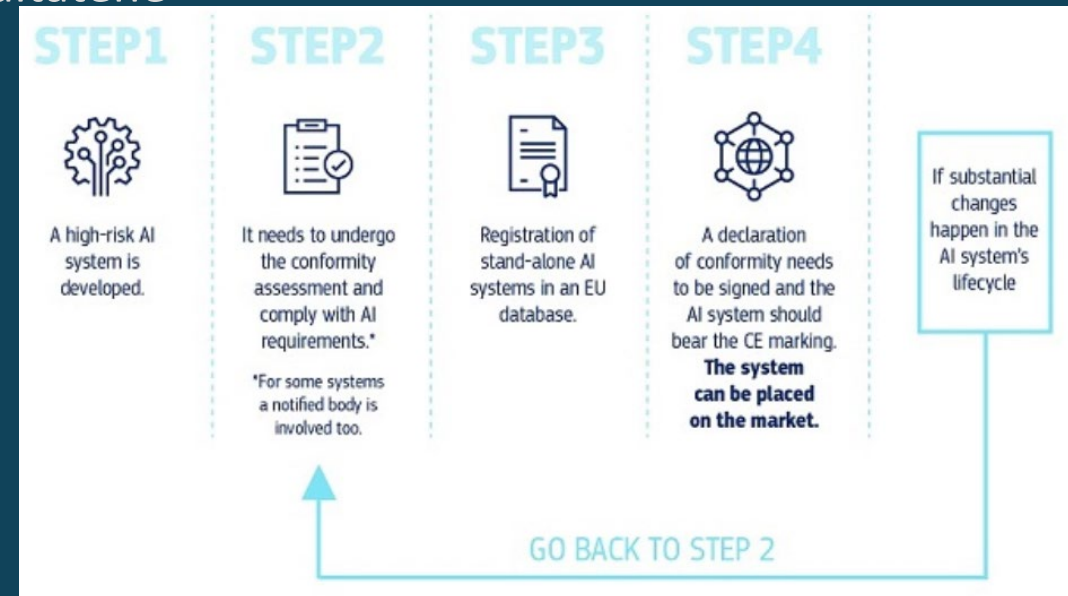 STEP1
A high-risk AI
system is
developed.
STEP2
It needs to undergo
the conformity
assessment and
comply with AI
requirements.*
*For some systems
a notified body is
involved too.
STEP3
Registration of
stand-alone AI
systems in an EU
database.
STEP4
A declaration
of conformity needs
to be signed and the
AI system should
bear the CE marking.
The system
can be placed
on the market.
If substantial
changes
happen in the
AI system's
lifecycle
GO BACK TO STEP 2